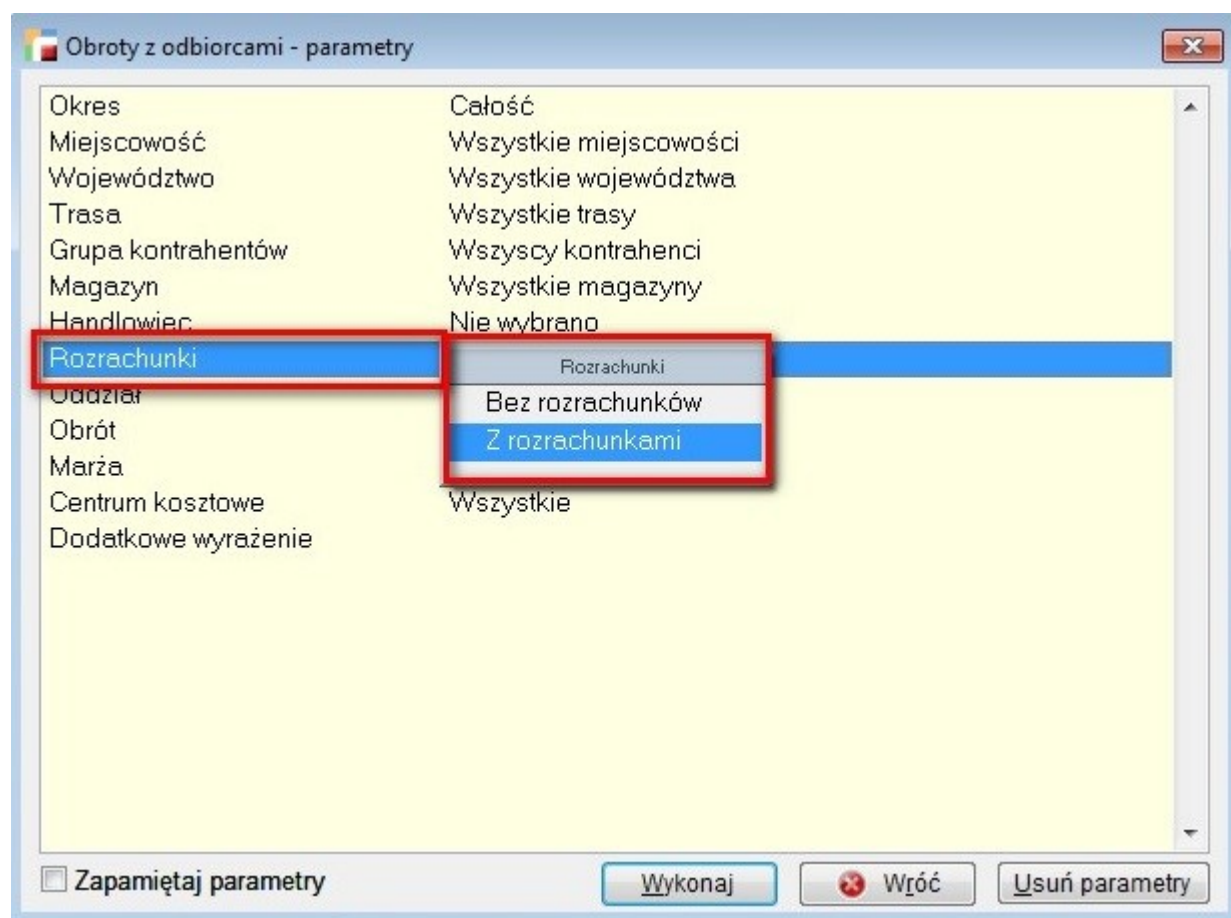 Obroty z odbiorcami - parametry
Okres Całość
Miejscowość Wszystkie miejscowości
Województwo Wszystkie województwa
Trasa Wszystkie trasy
Grupa kontrahentów Wszyscy kontrahenci
Magazyn Wszystkie magazyny
Handlowiec Nie wybrano
Rozrachunki Rozrachunki
Oddział Bez rozrachunków
Obrót Z rozrachunkami
Marża
Centrum kosztowe Wszystkie
Dodatkowe wyrażenie
Zapamiętaj parametry Wykonaj Wróć Usuń parametry